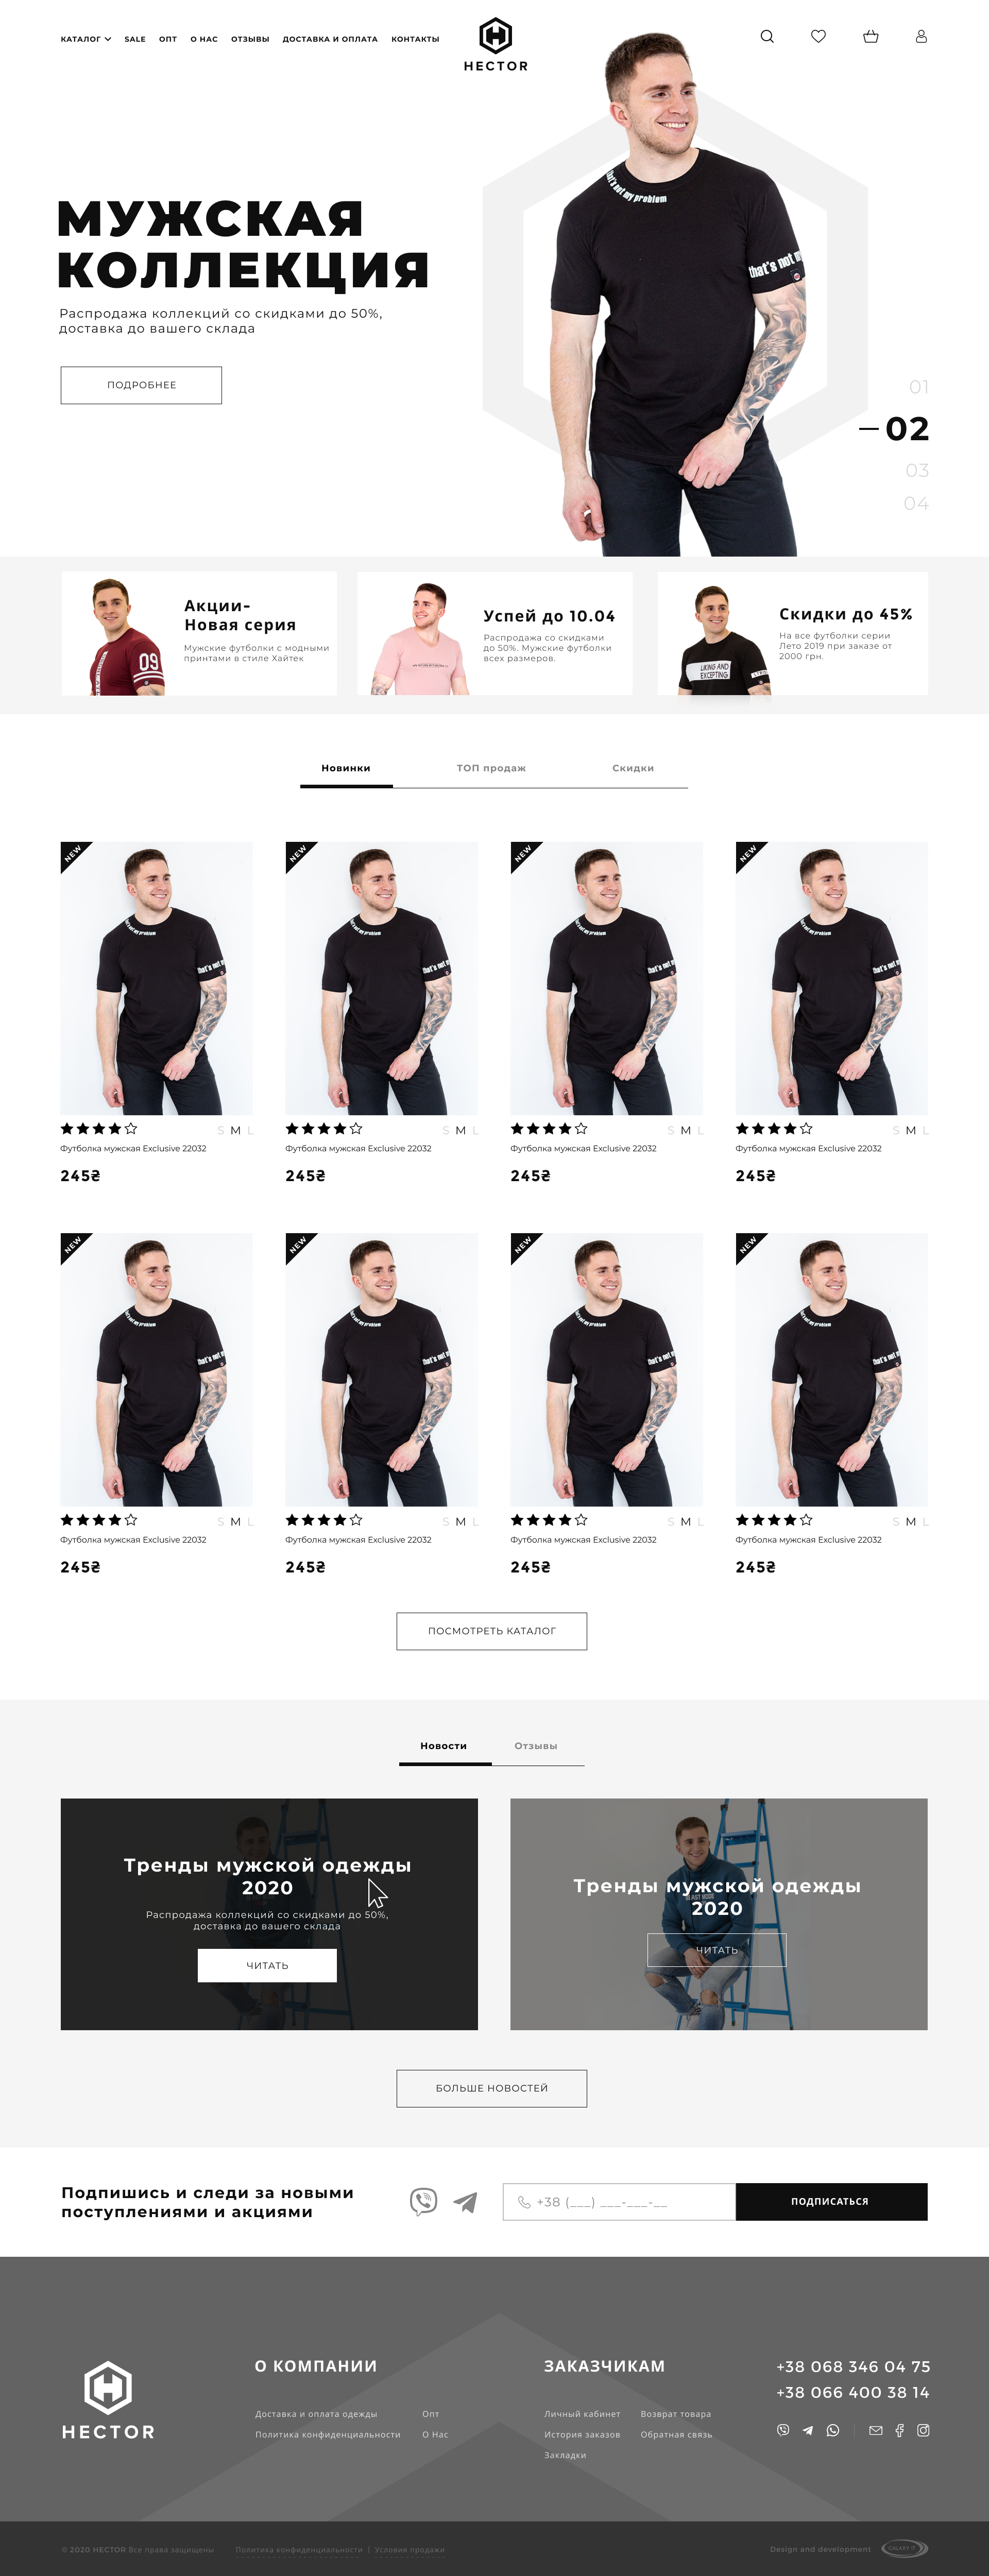 КАТАЛОГ SALE ОПТ О НАС ОТЗЫВЫ ДОСТАВКА И ОПЛАТА КОНТАКТЫ
HECTOR
that's not my problem
that's not m
МУЖСКАЯ
КОЛЛЕКЦИЯ
Распродажа коллекций со скидками до 50%,
доставка до вашего склада
ПОДРОБНЕЕ
01
02
03
04
Акции-
Новая серия
Мужские футболки с модными
принтами в стиле Хайтек
09
Успей до 10.04
Распродажа со скидками
до 50%. Мужские футболки
всех размеров.
Скидки до 45%
На все футболки серии
Лето 2019 при заказе от
2000 грн.
LIKING AND
EXCEPTING
Новинки ТОП продаж Скидки
NEW NEW NEW NEW
S M L S M L S M L S M L
Футболка мужская Exclusive 22032 Футболка мужская Exclusive 22032 Футболка мужская Exclusive 22032 Футболка мужская Exclusive 22032
245₴ 245₴ 245₴ 245₴
NEW NEW NEW NEW
S M L S M L S M L S M L
Футболка мужская Exclusive 22032 Футболка мужская Exclusive 22032 Футболка мужская Exclusive 22032 Футболка мужская Exclusive 22032
245₴ 245₴ 245₴ 245₴
ПОСМОТРЕТЬ КАТАЛОГ
Новости Отзывы
Тренды мужской одежды
2020
Распродажа коллекций со скидками до 50%,
доставка до вашего склада
ЧИТАТЬ
Тренды мужской одежды
2020
ЧИТАТЬ
БОЛЬШЕ НОВОСТЕЙ
Подпишись и следи за новыми
поступлениями и акциями
+38 (___) ___-___-__
ПОДПИСАТЬСЯ
HECTOR
О КОМПАНИИ
Доставка и оплата одежды Опт
Политика конфиденциальности О Нас
ЗАКАЗЧИКАМ
Личный кабинет Возврат товара
История заказов Обратная связь
Закладки
+38 068 346 04 75
+38 066 400 38 14
© 2020 HECTOR Все права защищены Политика конфиденциальности | Условия продажи
Design and development